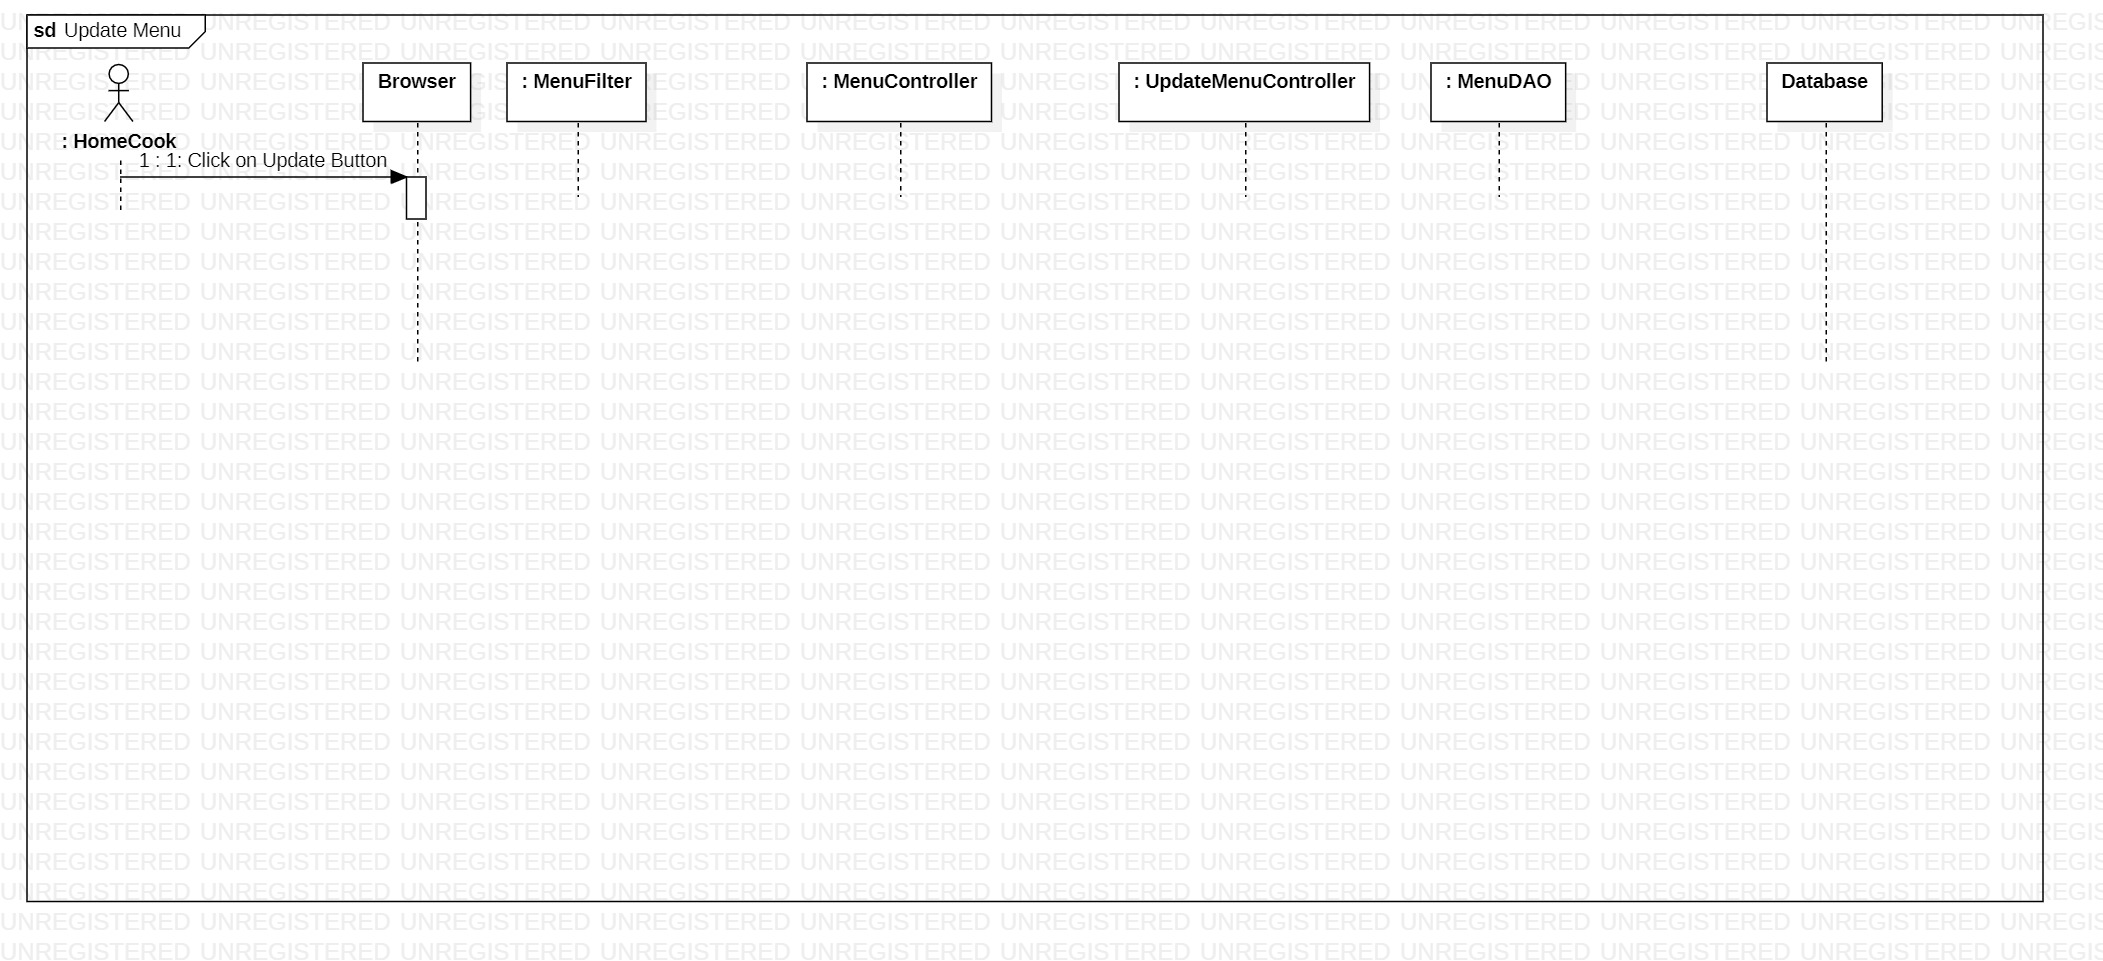 sd Update Menu
: HomeCook
Browser
: MenuFilter
: MenuController
: UpdateMenuController
: MenuDAO
Database
1 : 1: Click on Update Button
UNREGISTERED UNREGISTERED UNREGISTERED UNREGISTERED UNREGISTERED UNREGISTERED UNREGISTERED UNREGISTERED UNREGISTERED UNREGISTERED